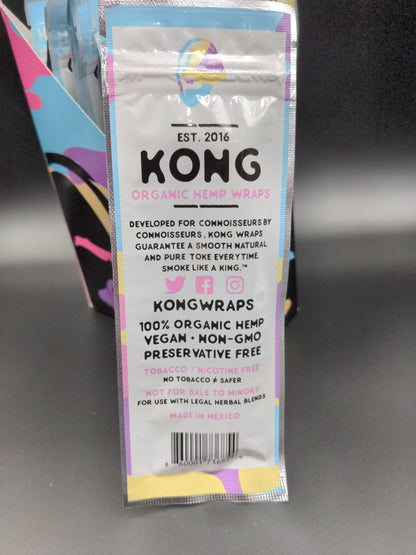 EST. 2016
KONG
ORGANIC HEMP WRAPS
DEVELOPED FOR CONNOISSEURS BY
CONNOISSEURS, KONG WRAPS
GUARANTEE A SMOOTH NATURAL
AND PURE TOKE EVERYTIME.
SMOKE LIKE A KING.™
KONGWRAPS
100% ORGANIC HEMP
VEGAN • NON-GMO
PRESERVATIVE FREE
TOBACCO / NICOTINE FREE
NO TOBACCO ≠ SAFER
NOT FOR SALE TO MINORS
FOR USE WITH LEGAL HERBAL BLENDS
MADE IN MEXICO